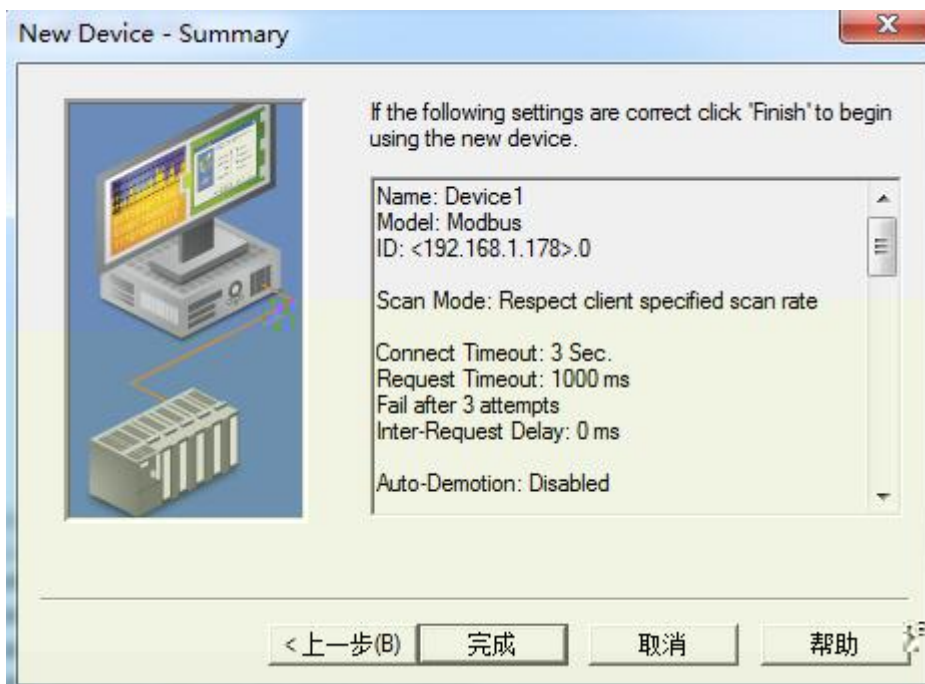 New Device - Summary
If the following settings are correct click 'Finish' to begin
using the new device.
Name: Device1
Model: Modbus
ID: <192.168.1.178>.0
Scan Mode: Respect client specified scan rate
Connect Timeout: 3 Sec.
Request Timeout: 1000 ms
Fail after 3 attempts
Inter-Request Delay: 0 ms
Auto-Demotion: Disabled
<上一步(B)
完成
取消
帮助